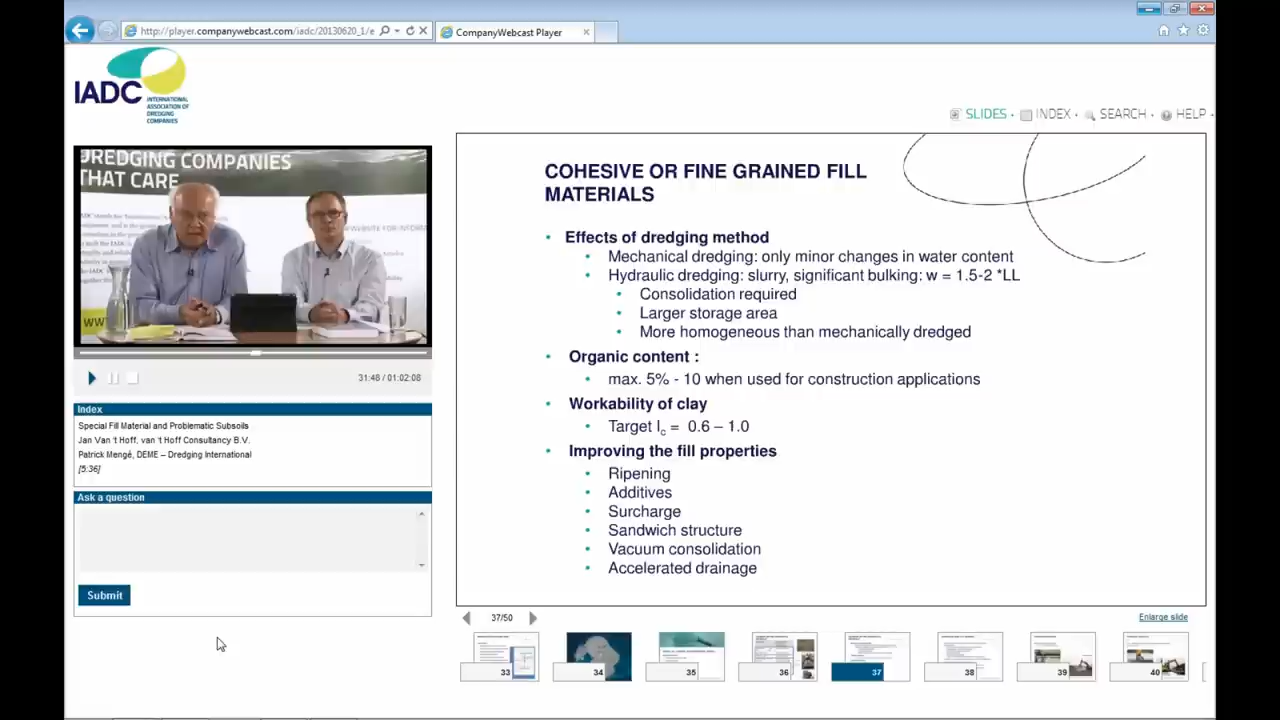 http://player.companywebcast.com/iadc/20130620_1/e
CompanyWebcast Player
IADC
INTERNATIONAL
ASSOCIATION OF
DREDGING
COMPANIES
SLIDES
INDEX
SEARCH
HELP
DREDGING COMPANIES
THAT CARE
WWW
31:48 / 01:02:08
Index
Special Fill Material and Problematic Subsoils
Jan Van 't Hoff, van 't Hoff Consultancy B.V.
Patrick Mengé, DEME – Dredging International
[5:36]
Ask a question
Submit
COHESIVE OR FINE GRAINED FILL
MATERIALS
• Effects of dredging method
• Mechanical dredging: only minor changes in water content
• Hydraulic dredging: slurry, significant bulking: w = 1.5-2 *LL
• Consolidation required
• Larger storage area
• More homogeneous than mechanically dredged
• Organic content :
• max. 5% - 10 when used for construction applications
• Workability of clay
• Target Ic = 0.6 – 1.0
• Improving the fill properties
• Ripening
• Additives
• Surcharge
• Sandwich structure
• Vacuum consolidation
• Accelerated drainage
37/50
Enlarge slide
33
34
35
36
37
38
39
40